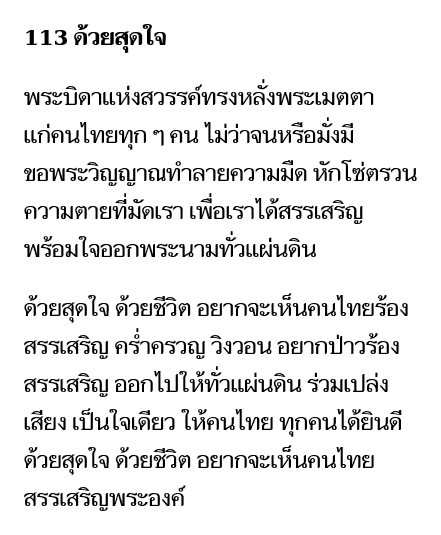 113 ด้วยสุดใจ
พระบิดาแห่งสวรรค์ทรงหลั่งพระเมตตา
แก่คนไทยทุก ๆ คน ไม่ว่าจนหรือมั่งมี
ขอพระวิญญาณทำลายความมืด หักโซ่ตรวน
ความตายที่มัดเรา เพื่อเราได้สรรเสริญ
พร้อมใจออกพระนามทั่วแผ่นดิน
ด้วยสุดใจ ด้วยชีวิต อยากจะเห็นคนไทยร้อง
สรรเสริญ คร่ำครวญ วิงวอน อยากป่าวร้อง
สรรเสริญ ออกไปให้ทั่วแผ่นดิน ร่วมเปล่ง
เสียง เป็นใจเดียว ให้คนไทย ทุกคนได้ยินดี
ด้วยสุดใจ ด้วยชีวิต อยากจะเห็นคนไทย
สรรเสริญพระองค์